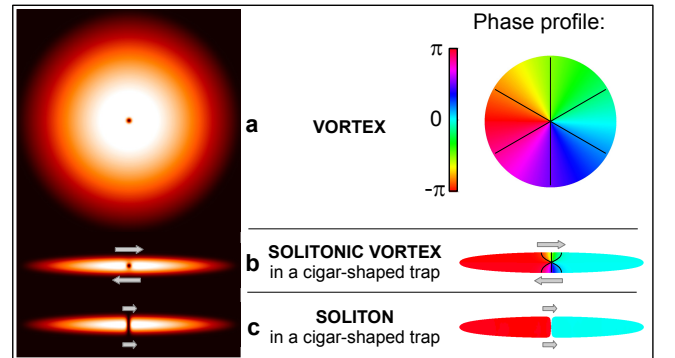 Phase profile:
π
0
-π
a
VORTEX
b
SOLITONIC VORTEX
in a cigar-shaped trap
c
SOLITON
in a cigar-shaped trap